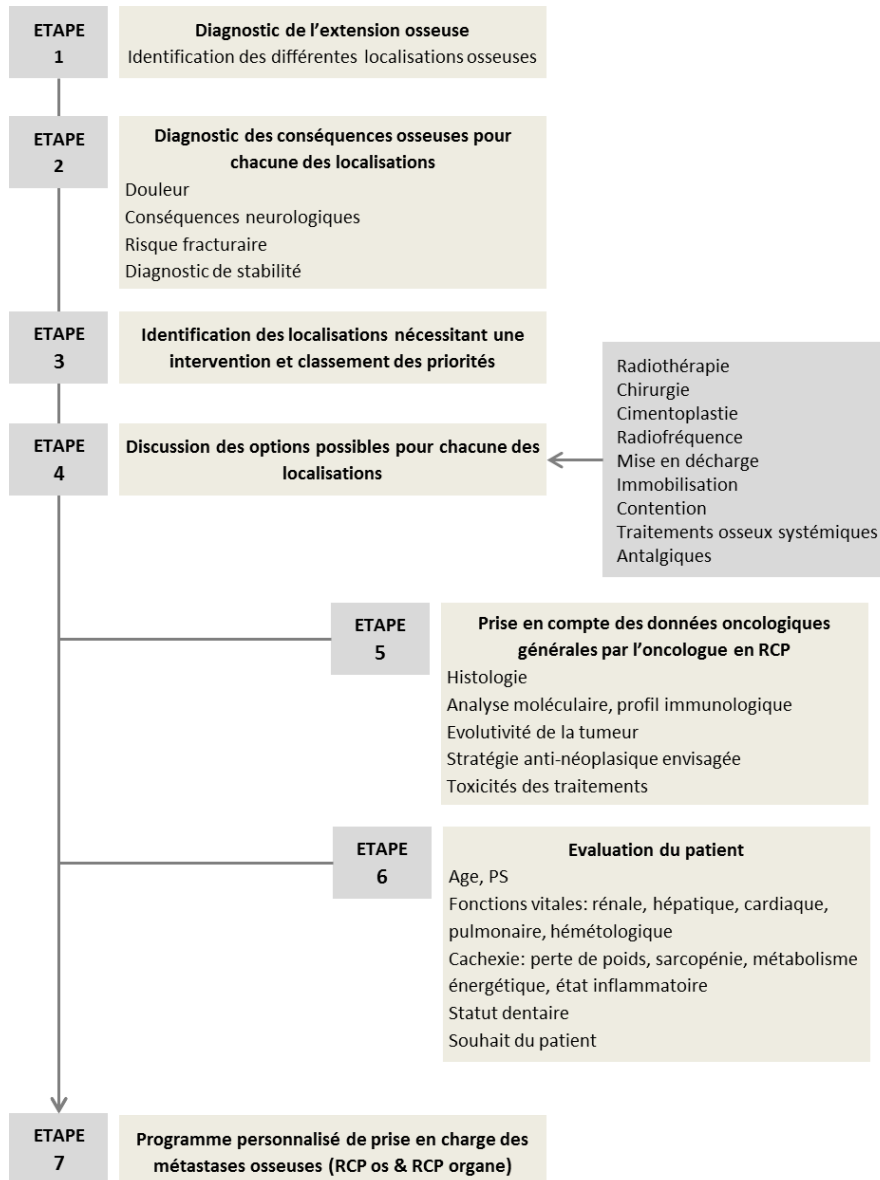 ETAPE
1
Diagnostic de l'extension osseuse
Identification des différentes localisations osseuses
ETAPE
2
Diagnostic des conséquences osseuses pour
chacune des localisations
Douleur
Conséquences neurologiques
Risque fracturaire
Diagnostic de stabilité
ETAPE
3
Identification des localisations nécessitant une
intervention et classement des priorités
ETAPE
4
Discussion des options possibles pour chacune des
localisations
Radiothérapie
Chirurgie
Cimentoplastie
Radiofréquence
Mise en décharge
Immobilisation
Contention
Traitements osseux systémiques
Antalgiques
ETAPE
5
Prise en compte des données oncologiques
générales par l'oncologue en RCP
Histologie
Analyse moléculaire, profil immunologique
Evolutivité de la tumeur
Stratégie anti-néoplasique envisagée
Toxicités des traitements
ETAPE
6
Evaluation du patient
Age, PS
Fonctions vitales: rénale, hépatique, cardiaque,
pulmonaire, hémétologique
Cachexie: perte de poids, sarcopénie, métabolisme
énergétique, état inflammatoire
Statut dentaire
Souhait du patient
ETAPE
7
Programme personnalisé de prise en charge des
métastases osseuses (RCP os & RCP organe)